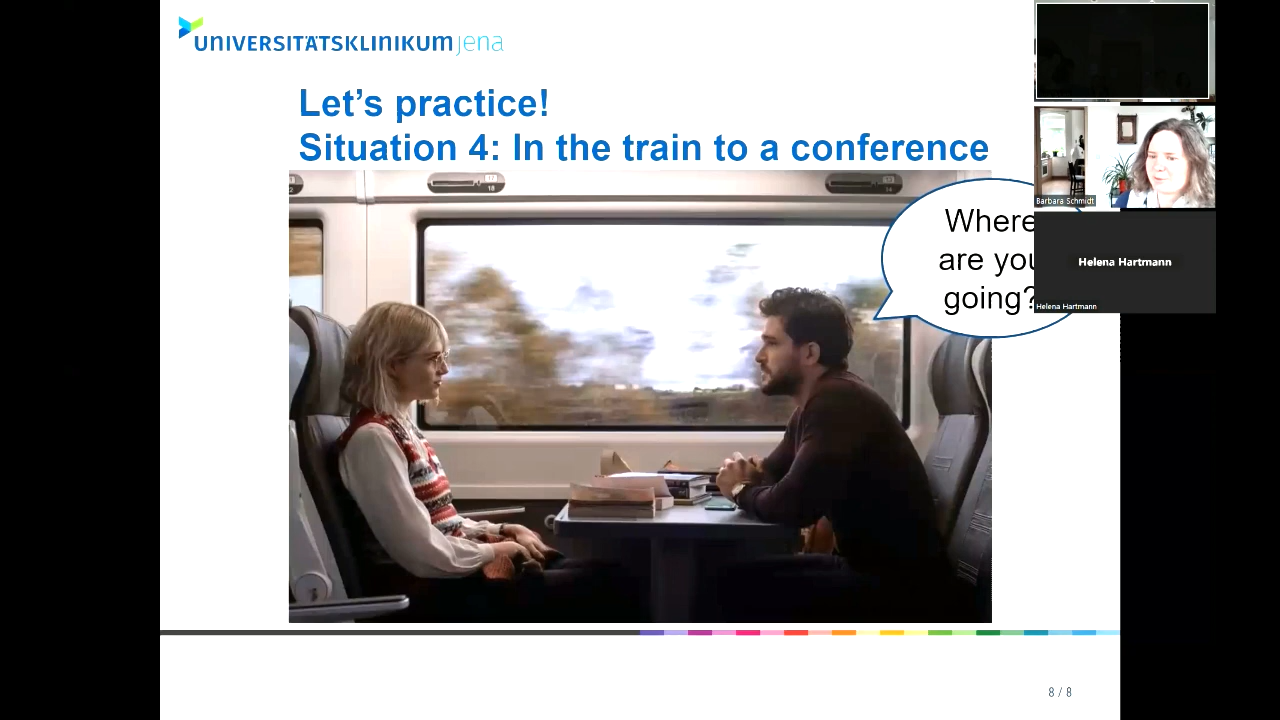 UNIVERSITÄTSKLINIKUM jena
Let's practice!
Situation 4: In the train to a conference
Where
are you
going?
Barbara Schmidt
Helena Hartmann
Helena Hartmann
8 / 8